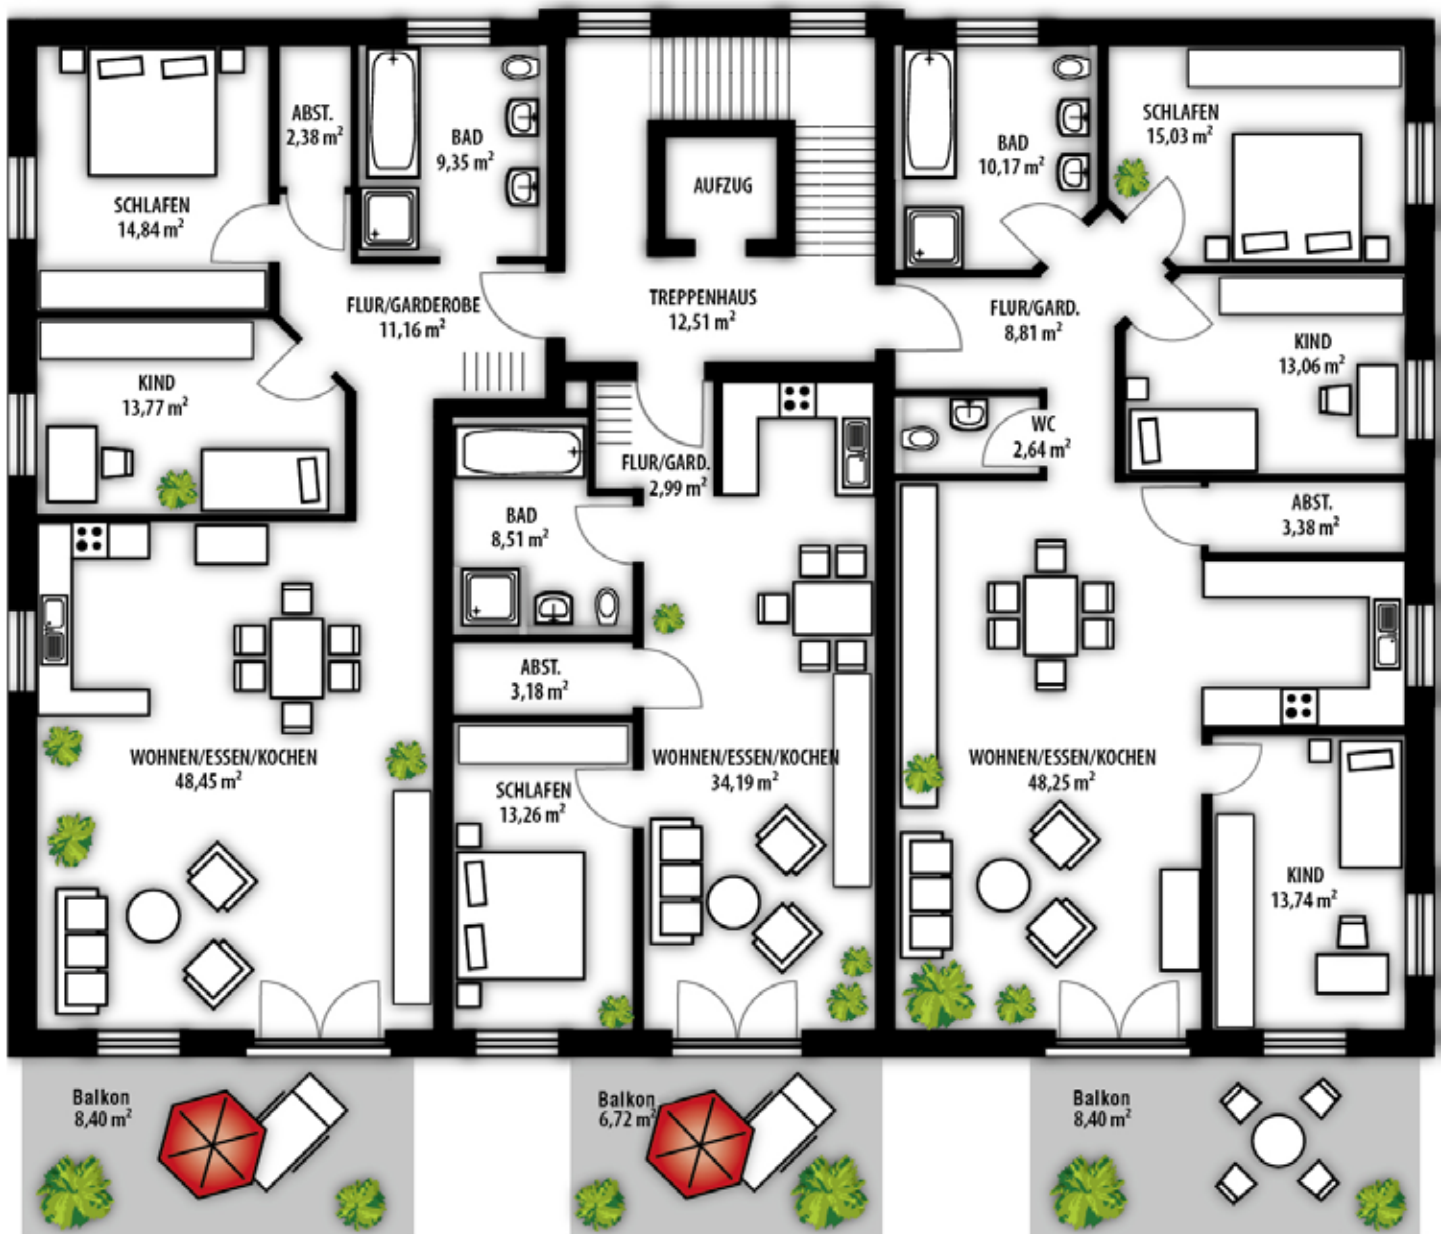 ABST.
2,38 m²
BAD
9,35 m²
SCHLAFEN
14,84 m²
AUFZUG
BAD
10,17 m²
SCHLAFEN
15,03 m²
FLUR/GARDEROBE
11,16 m²
TREPPENHAUS
12,51 m²
FLUR/GARD.
8,81 m²
KIND
13,06 m²
KIND
13,77 m²
FLUR/GARD.
2,99 m²
WC
2,64 m²
BAD
8,51 m²
ABST.
3,38 m²
ABST.
3,18 m²
WOHNEN/ESSEN/KOCHEN
48,45 m²
SCHLAFEN
13,26 m²
WOHNEN/ESSEN/KOCHEN
34,19 m²
WOHNEN/ESSEN/KOCHEN
48,25 m²
KIND
13,74 m²
Balkon
8,40 m²
Balkon
6,72 m²
Balkon
8,40 m²